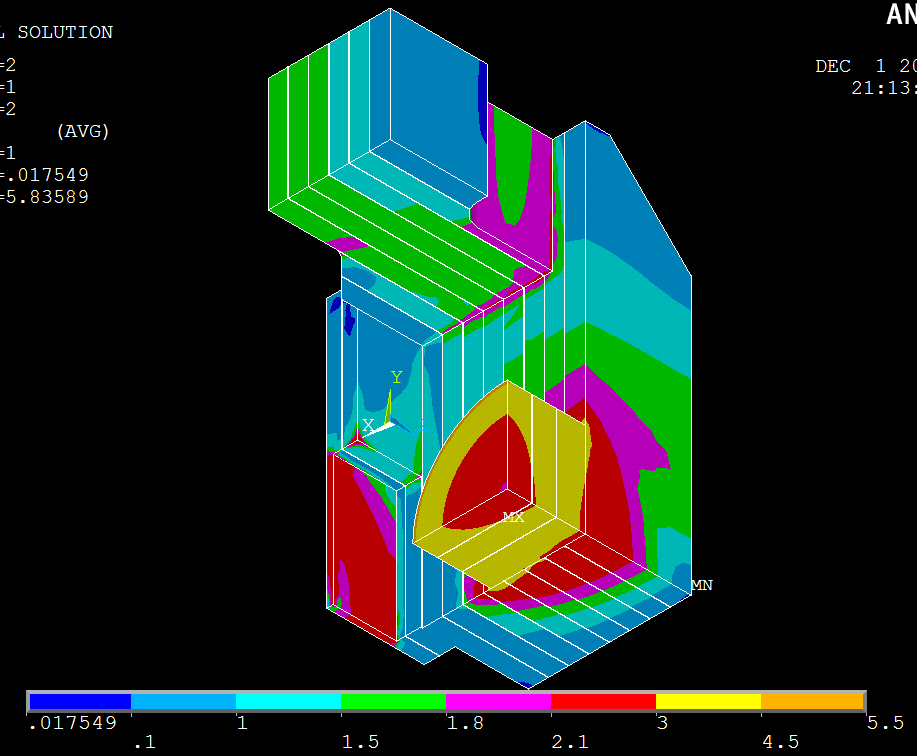 AN
L SOLUTION
DEC 1 20
=2
=1
21:13:
=2
(AVG)
=1
=.017549
=5.83589
Y
X
MX
MN
.017549 1 1.8 3 5.5
.1 1.5 2.1 4.5